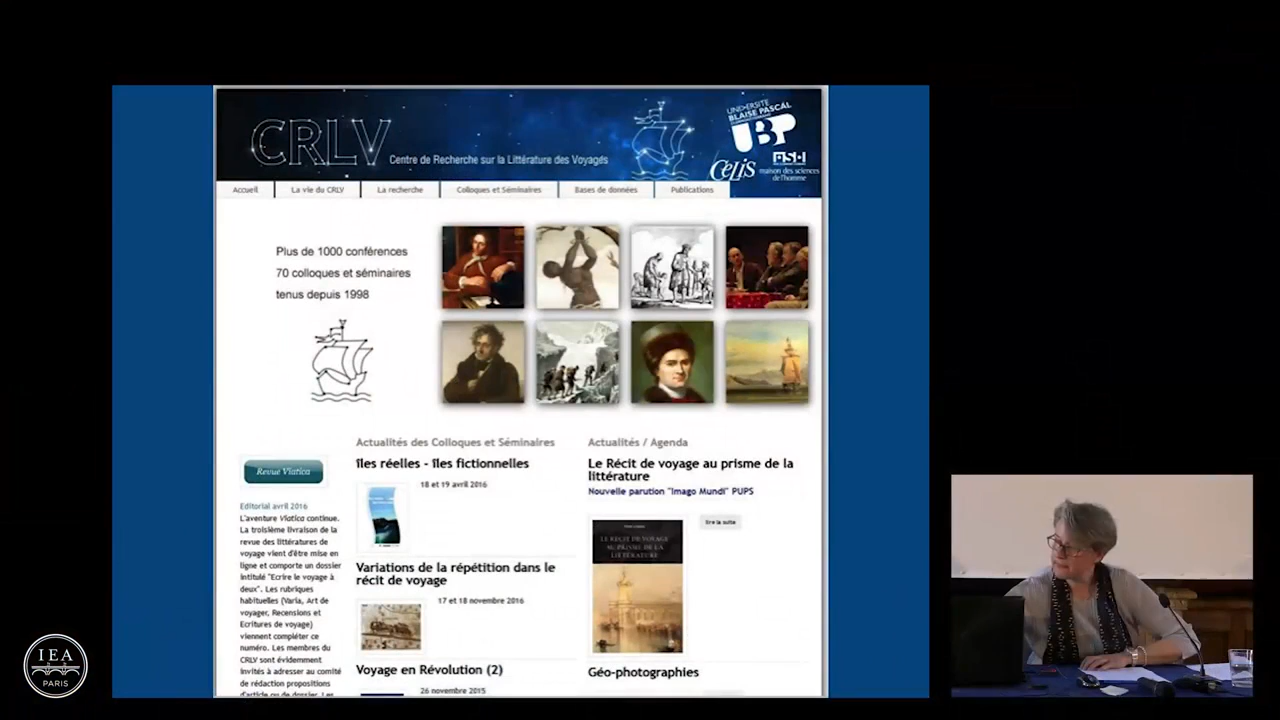 CRLV Centre de Recherche sur la Littérature des Voyages
UNIVERSITÉ
BLAISE PASCAL
UBP
CELIS
MSH
maison des sciences
de l'homme
Accueil
La vie du CRLV
La recherche
Colloques et Séminaires
Bases de données
Publications
Plus de 1000 conférences
70 colloques et séminaires
tenus depuis 1998
Revue Viatica
Editorial avril 2016
L'aventure Viatica continue.
La troisième livraison de la
revue des littératures de
voyage vient d'être mise en
ligne et comporte un dossier
intitulé "Ecrire le voyage à
deux". Les rubriques
habituelles (Varia, Art de
voyager, Recensions et
Ecritures de voyage)
viennent compléter ce
numéro. Les membres du
CRLV sont évidemment
invités à adresser au comité
de rédaction propositions
d'article ou de dossier. Les
Actualités des Colloques et Séminaires
îles réelles - îles fictionnelles
18 et 19 avril 2016
Variations de la répétition dans le
récit de voyage
17 et 18 novembre 2016
Voyage en Révolution (2)
26 novembre 2015
Actualités / Agenda
Le Récit de voyage au prisme de la
littérature
Nouvelle parution "Imago Mundi" PUPS
lire la suite
LE RÉCIT DE VOYAGE
AU PRISME DE LA
LITTÉRATURE
Géo-photographies
IEA
PARIS